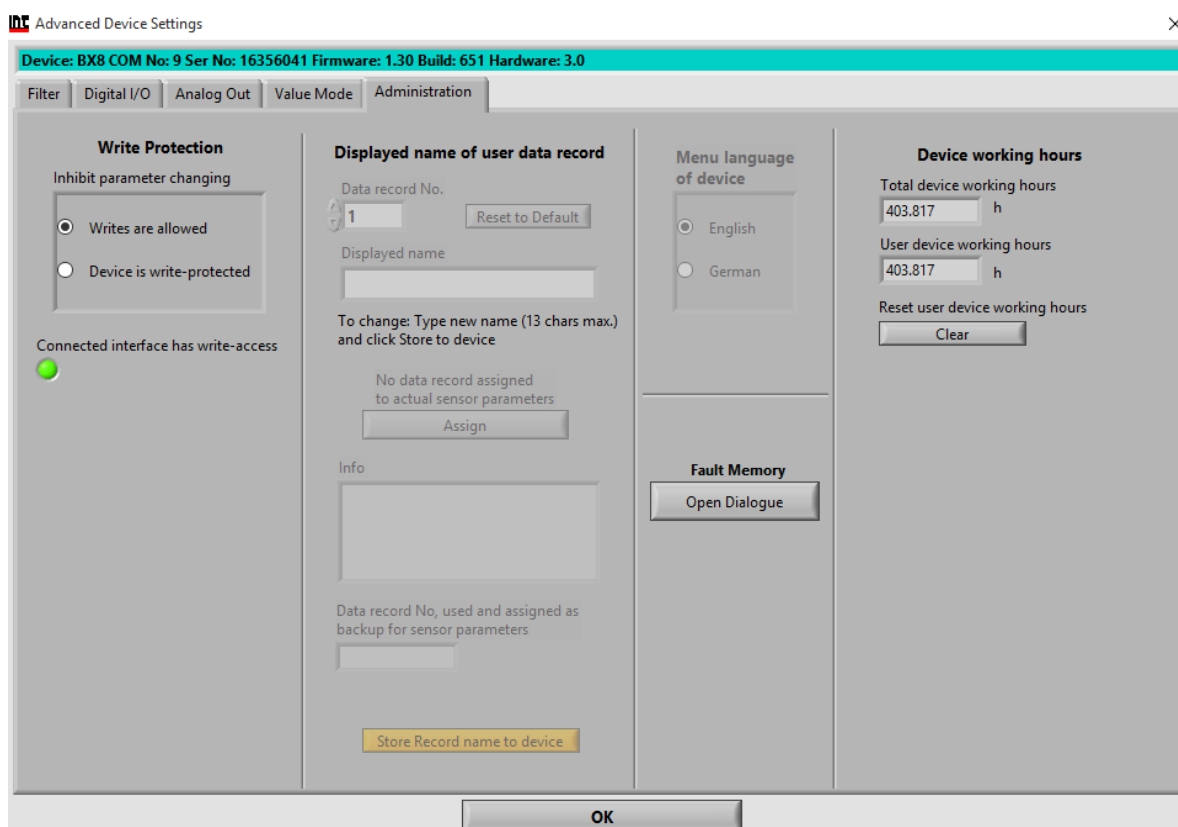 Advanced Device Settings
Device: BX8 COM No: 9 Ser No: 16356041 Firmware: 1.30 Build: 651 Hardware: 3.0
Filter
Digital I/O
Analog Out
Value Mode
Administration
Write Protection
Inhibit parameter changing
Writes are allowed
Device is write-protected
Connected interface has write-access
Displayed name of user data record
Data record No.
1
Reset to Default
Displayed name
To change: Type new name (13 chars max.)
and click Store to device
No data record assigned
to actual sensor parameters
Assign
Info
Data record No, used and assigned as
backup for sensor parameters
Store Record name to device
Menu language
of device
English
German
Fault Memory
Open Dialogue
Device working hours
Total device working hours
403.817 h
User device working hours
403.817 h
Reset user device working hours
Clear
OK